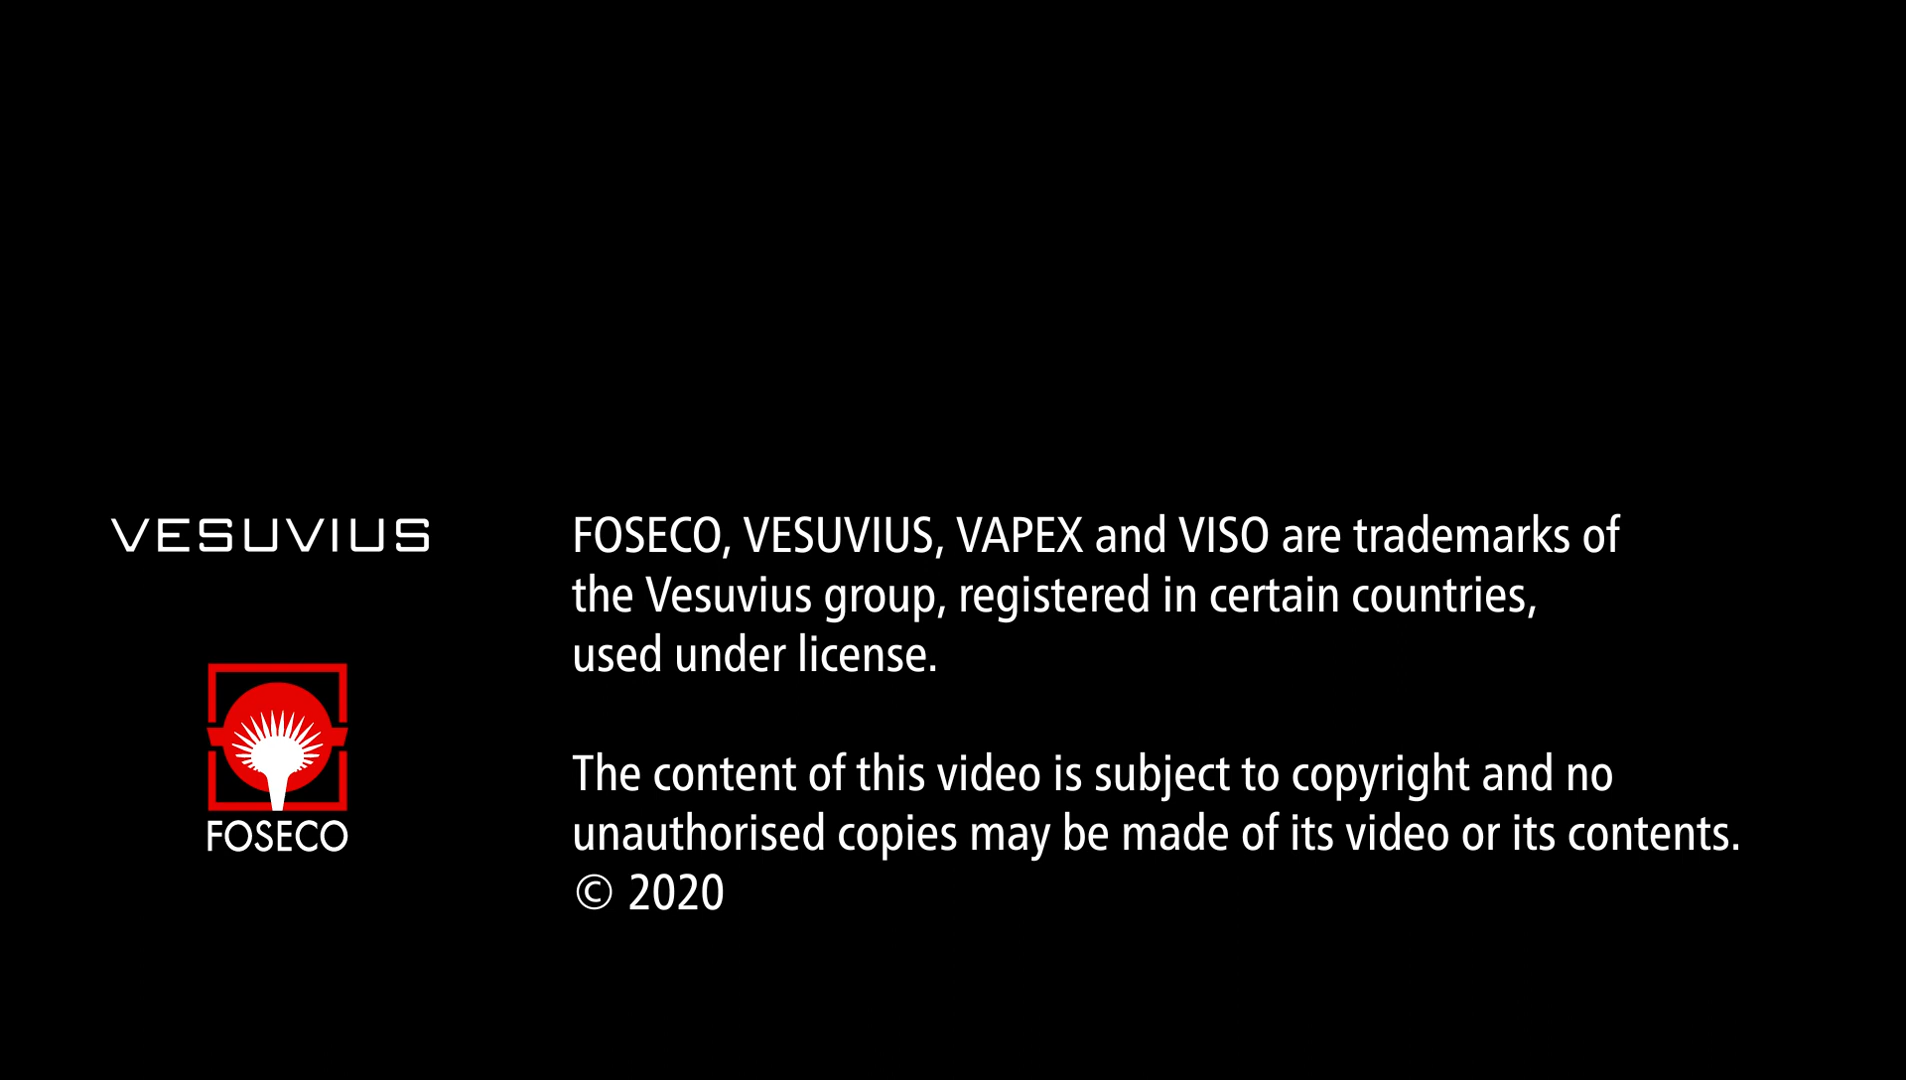 VESUVIUS
FOSECO
FOSECO, VESUVIUS, VAPEX and VISO are trademarks of
the Vesuvius group, registered in certain countries,
used under license.
The content of this video is subject to copyright and no
unauthorised copies may be made of its video or its contents.
© 2020